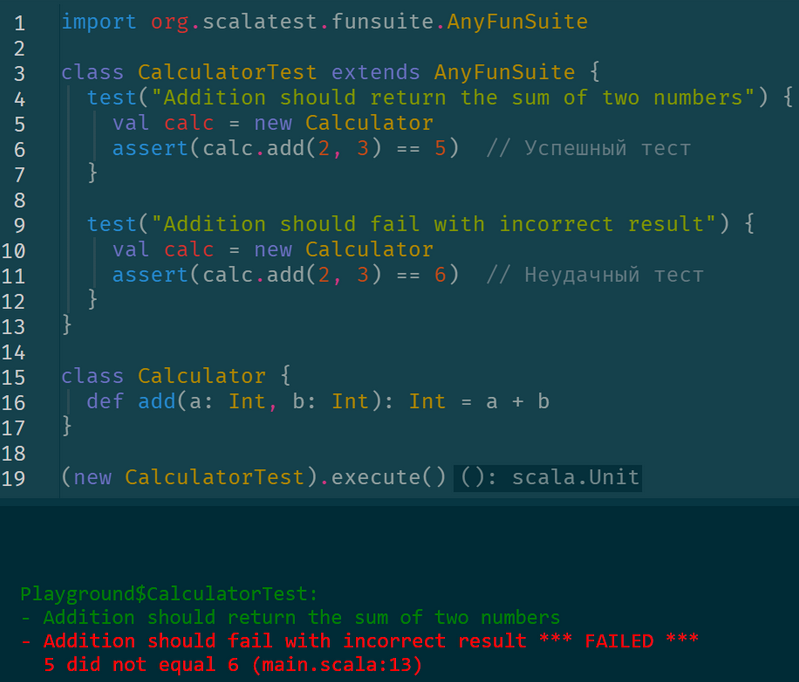 1 import org.scalatest.funsuite.AnyFunSuite
2
3 class CalculatorTest extends AnyFunSuite {
4   test("Addition should return the sum of two numbers") {
5     val calc = new Calculator
6     assert(calc.add(2, 3) == 5)  // Успешный тест
7   }
8
9   test("Addition should fail with incorrect result") {
10     val calc = new Calculator
11     assert(calc.add(2, 3) == 6)  // Неудачный тест
12   }
13 }
14
15 class Calculator {
16   def add(a: Int, b: Int): Int = a + b
17 }
18
19 (new CalculatorTest).execute() (): scala.Unit
Playground$CalculatorTest:
- Addition should return the sum of two numbers
- Addition should fail with incorrect result *** FAILED ***
  5 did not equal 6 (main.scala:13)